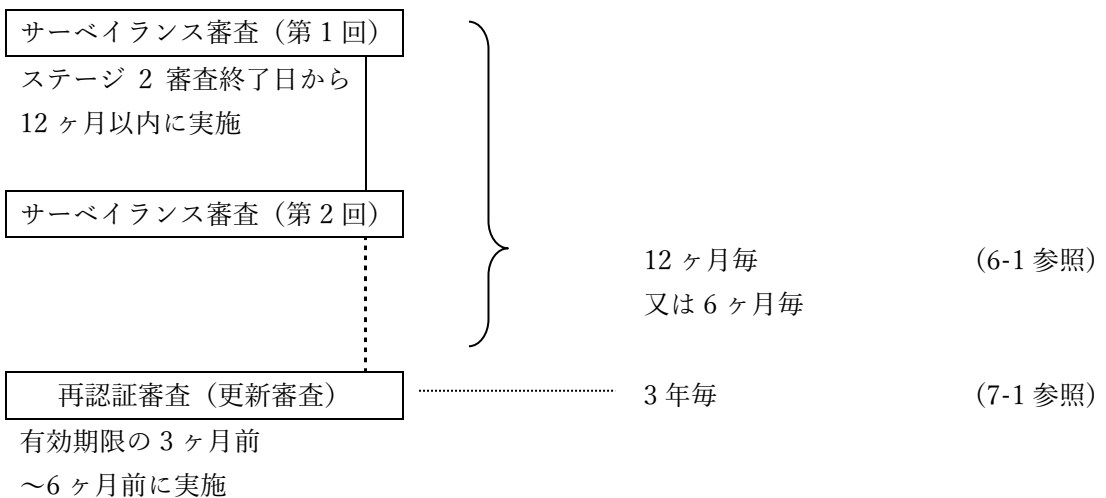 サーベイランス審査（第1回）
ステージ 2 審査終了日から
12 ヶ月以内に実施
サーベイランス審査（第2回）
12 ヶ月毎 (6-1 参照)
又は 6 ヶ月毎
再認証審査（更新審査） 3 年毎 (7-1 参照)
有効期限の 3 ヶ月前
～6 ヶ月前に実施